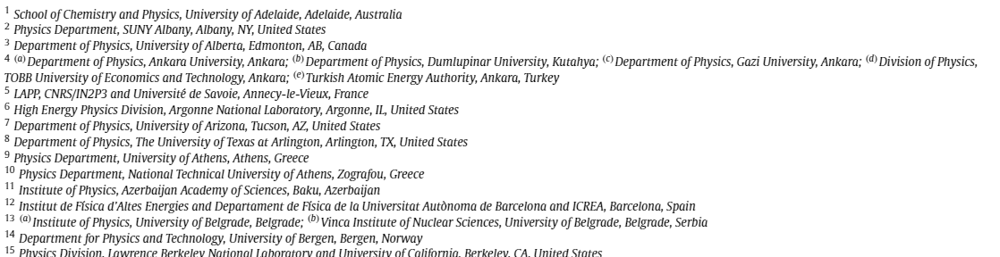 1 School of Chemistry and Physics, University of Adelaide, Adelaide, Australia
2 Physics Department, SUNY Albany, Albany, NY, United States
3 Department of Physics, University of Alberta, Edmonton, AB, Canada
4 (a) Department of Physics, Ankara University, Ankara; (b) Department of Physics, Dumlupinar University, Kutahya; (c) Department of Physics, Gazi University, Ankara; (d) Division of Physics,
TOBB University of Economics and Technology, Ankara; (e) Turkish Atomic Energy Authority, Ankara, Turkey
5 LAPP, CNRS/IN2P3 and Université de Savoie, Annecy-le-Vieux, France
6 High Energy Physics Division, Argonne National Laboratory, Argonne, IL, United States
7 Department of Physics, University of Arizona, Tucson, AZ, United States
8 Department of Physics, The University of Texas at Arlington, Arlington, TX, United States
9 Physics Department, University of Athens, Athens, Greece
10 Physics Department, National Technical University of Athens, Zografou, Greece
11 Institute of Physics, Azerbaijan Academy of Sciences, Baku, Azerbaijan
12 Institut de Física d'Altes Energies and Departament de Física de la Universitat Autònoma de Barcelona and ICREA, Barcelona, Spain
13 (a) Institute of Physics, University of Belgrade, Belgrade; (b) Vinca Institute of Nuclear Sciences, University of Belgrade, Belgrade, Serbia
14 Department for Physics and Technology, University of Bergen, Bergen, Norway
15 Physics Division, Lawrence Berkeley National Laboratory and University of California, Berkeley, CA, United States